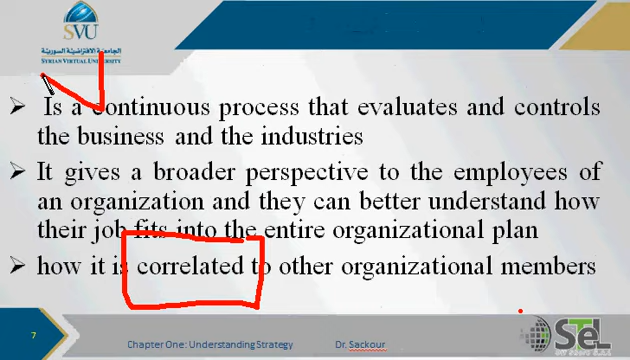 SVU
الجامعة الافتراضية السورية
SYRIAN VIRTUAL UNIVERSITY
Is a continuous process that evaluates and controls
the business and the industries
It gives a broader perspective to the employees of
an organization and they can better understand how
their job fits into the entire organizational plan
how it is correlated to other organizational members
7
Chapter One: Understanding Strategy Dr. Sackour
SeTL